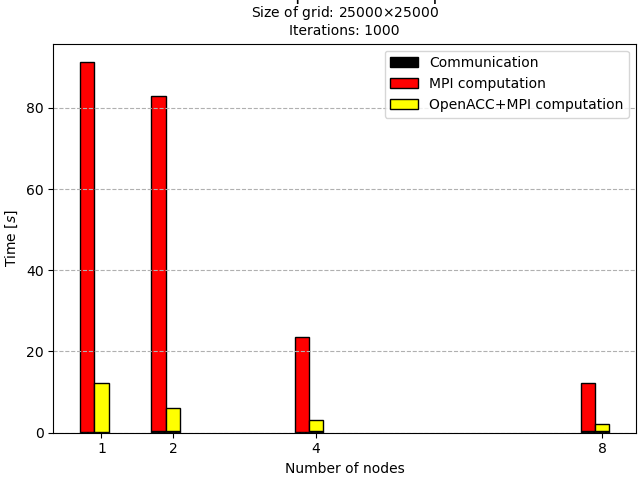 Size of grid: 25000×25000
Iterations: 1000
Communication
MPI computation
OpenACC+MPI computation
Time [s]
80
60
40
20
0
1 2 4 8
Number of nodes